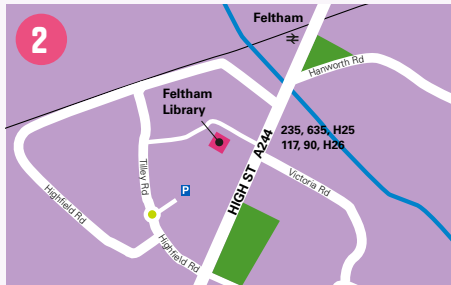 2
Feltham
Hanworth Rd
Feltham
Library
235, 635, H25
117, 90, H26
HIGH ST A244
Victoria Rd
Tilley Rd
P
Highfield Rd
Highfield Rd